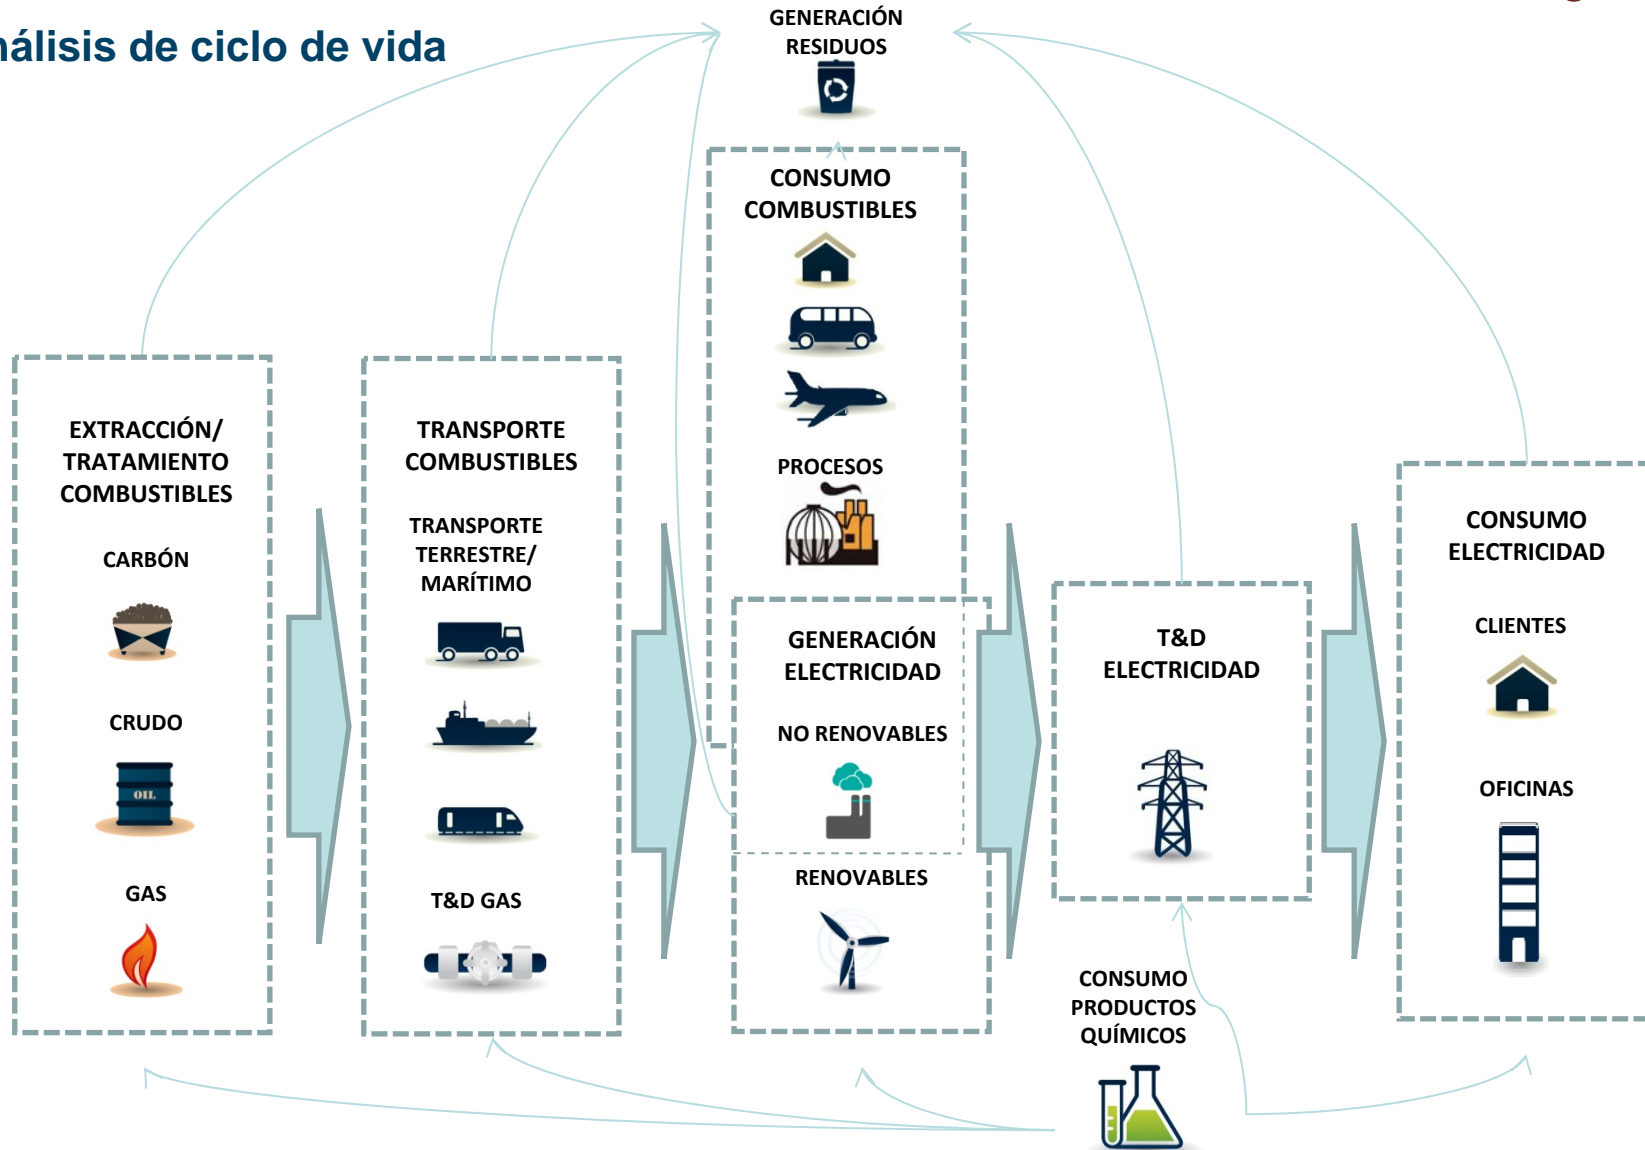 nálisis de ciclo de vida
GENERACIÓN
RESIDUOS
CONSUMO
COMBUSTIBLES
PROCESOS
EXTRACCIÓN/
TRATAMIENTO
COMBUSTIBLES
CARBÓN
CRUDO
OIL
GAS
TRANSPORTE
COMBUSTIBLES
TRANSPORTE
TERRESTRE/
MARÍTIMO
T&D GAS
GENERACIÓN
ELECTRICIDAD
NO RENOVABLES
RENOVABLES
T&D
ELECTRICIDAD
CONSUMO
PRODUCTOS
QUÍMICOS
CONSUMO
ELECTRICIDAD
CLIENTES
OFICINAS